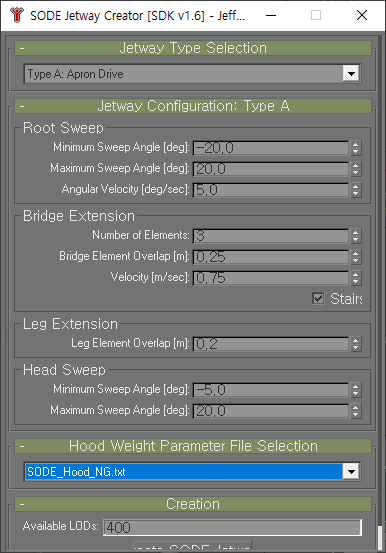 SODE Jetway Creator [SDK v1.6] - Jeff...
- Jetway Type Selection
Type A: Apron Drive
- Jetway Configuration: Type A
Root Sweep
Minimum Sweep Angle [deg]: -20,0
Maximum Sweep Angle [deg]: 20,0
Angular Velocity [deg/sec]: 5,0
Bridge Extension
Number of Elements: 3
Bridge Element Overlap [m]: 0,25
Velocity [m/sec]: 0,75
Stairs
Leg Extension
Leg Element Overlap [m]: 0,2
Head Sweep
Minimum Sweep Angle [deg]: -5,0
Maximum Sweep Angle [deg]: 20,0
- Hood Weight Parameter File Selection
SODE_Hood_NG.txt
- Creation
Available LODs: 400
SODE